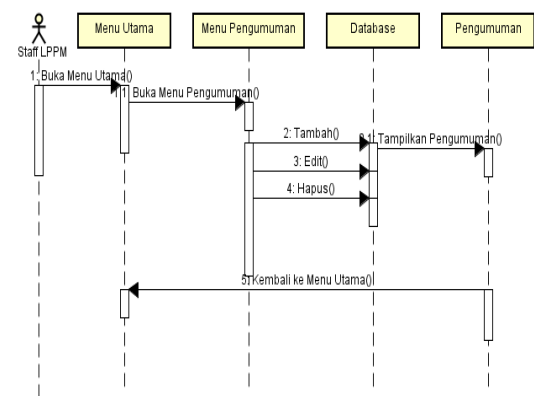 Menu Utama
Menu Pengumuman
Database
Pengumuman
Staff LPPM
1: Buka Menu Utama()
1.1: Buka Menu Pengumuman()
2: Tambah()
2.1: Tampilkan Pengumuman()
3: Edit()
4: Hapus()
5: Kembali ke Menu Utama()